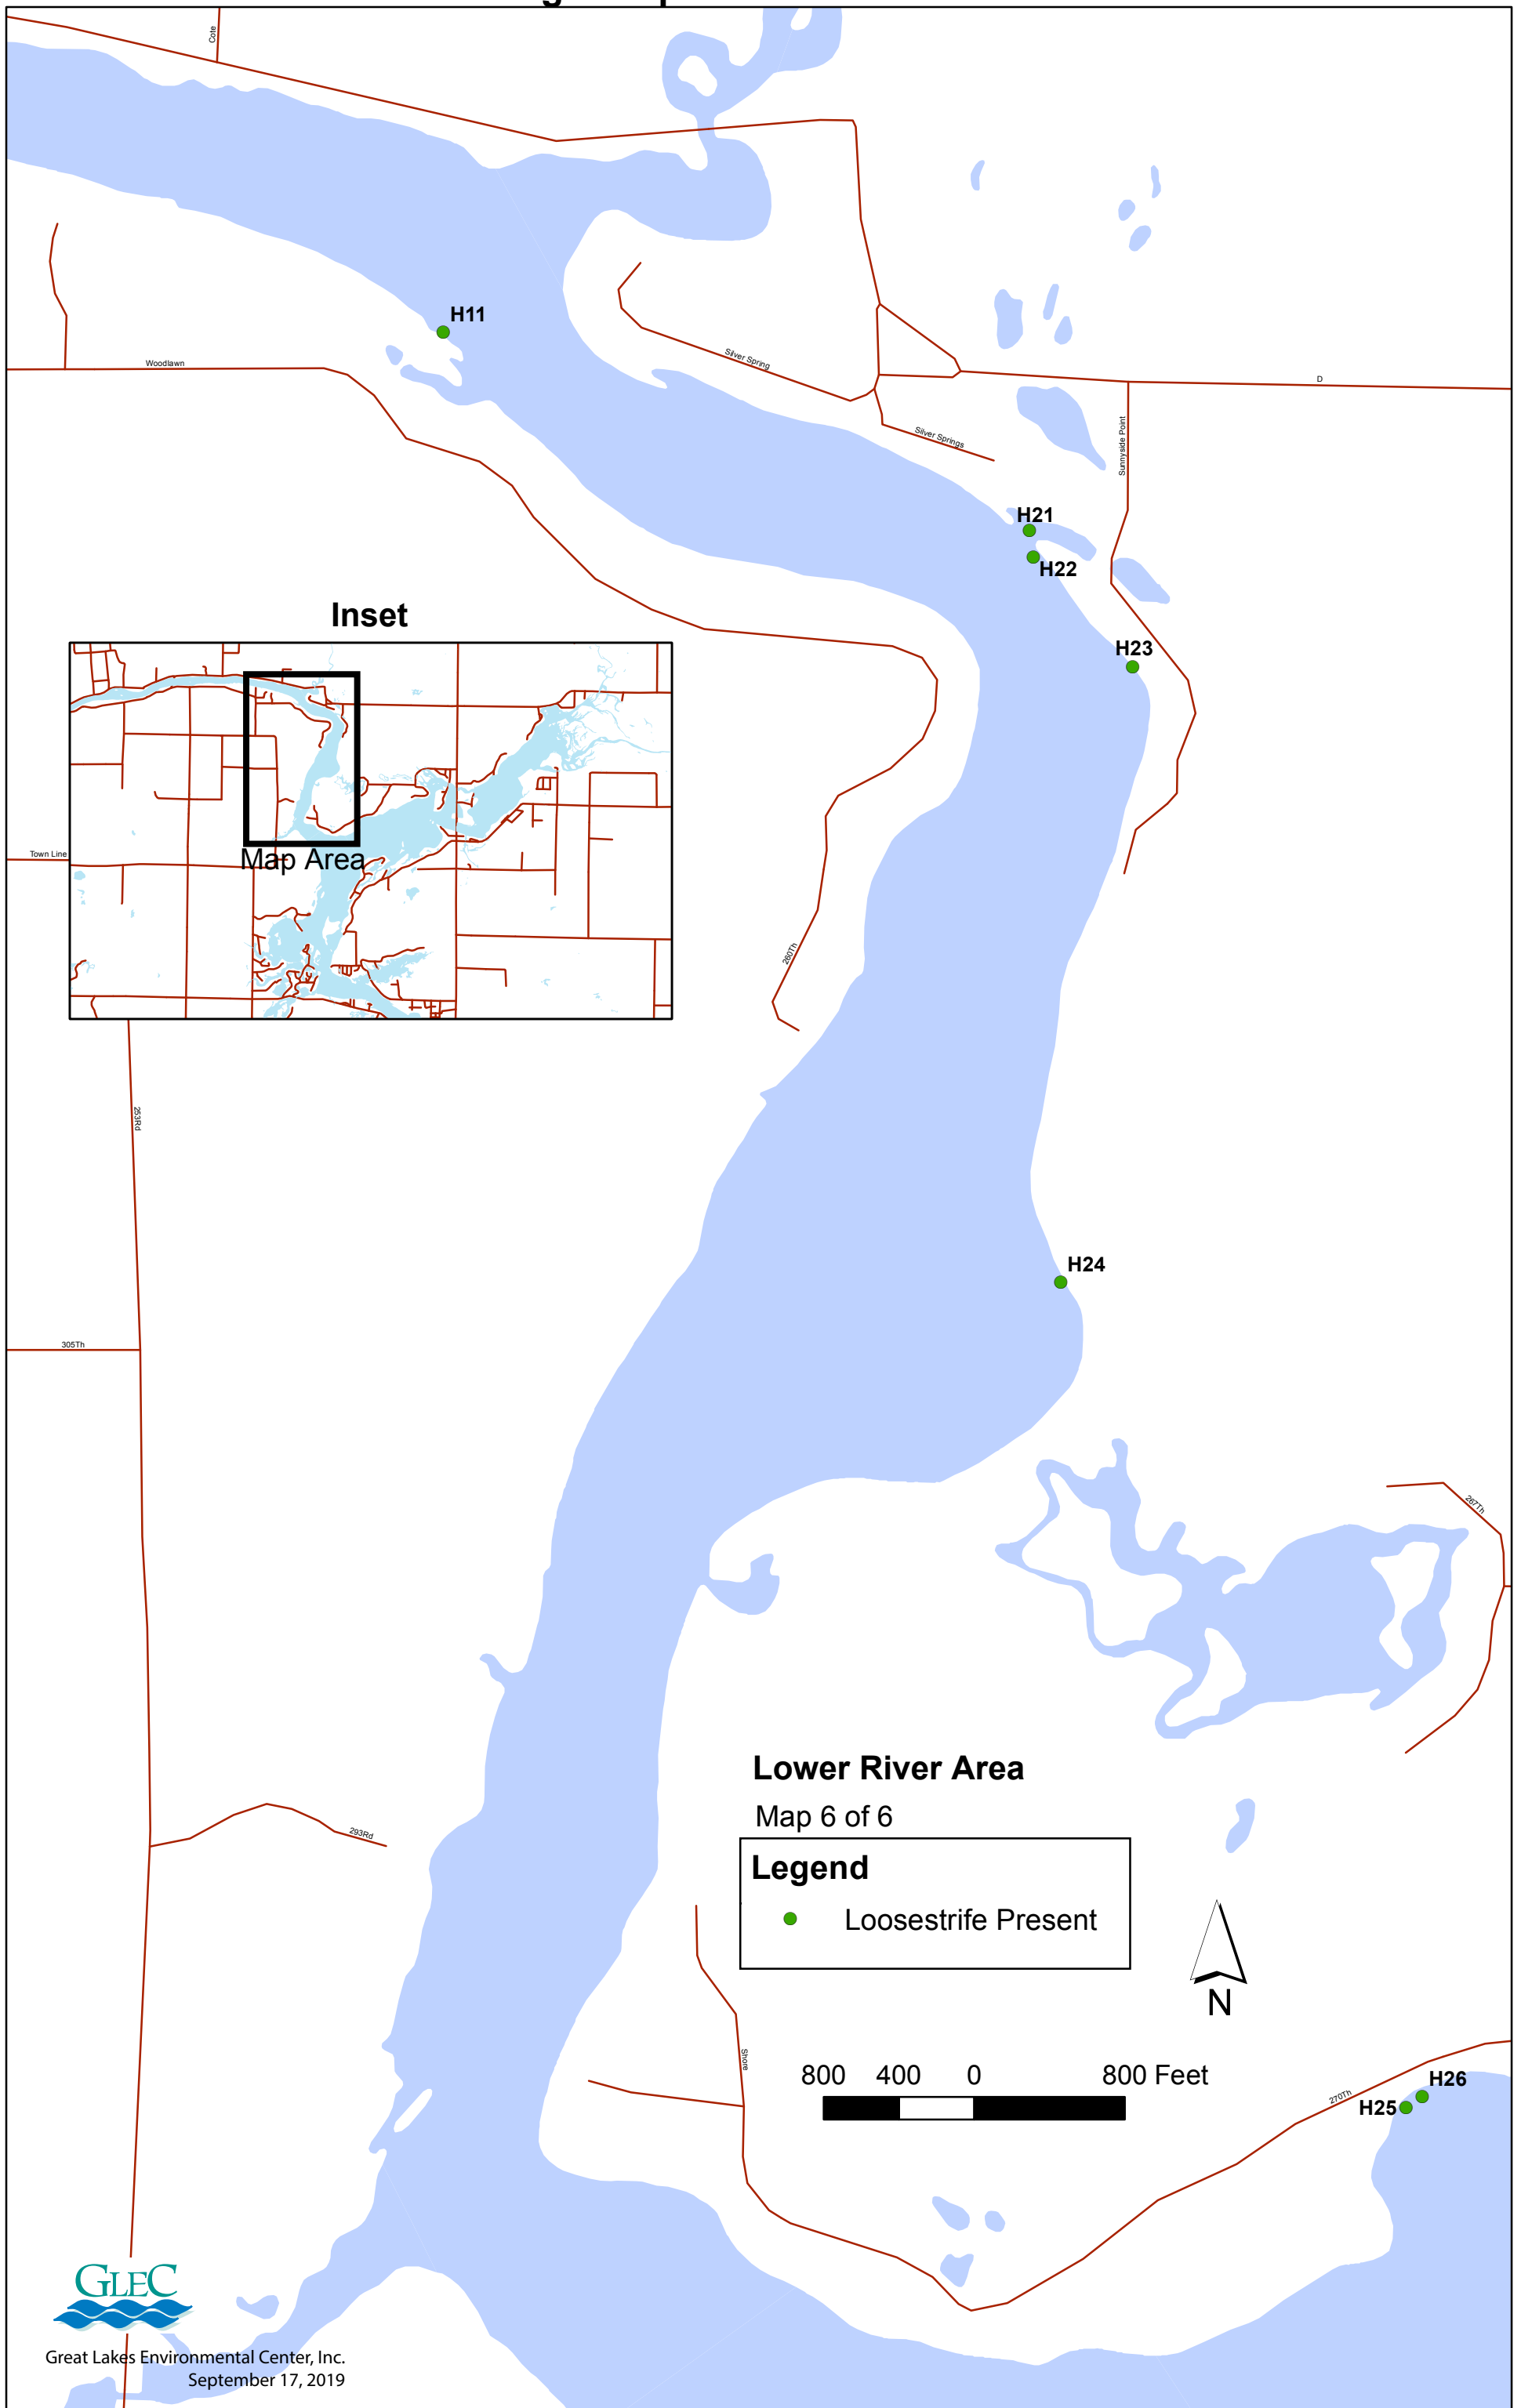 Cote
H11
Woodlawn
Silver Spring
D
Silver Springs
Sunnyside Point
H21
H22
Inset
H23
Map Area
Town Line
260Th
253Rd
H24
305Th
267Th
Lower River Area
Map 6 of 6
293Rd
Legend
Loosestrife Present
N
Shore
800 400 0 800 Feet
270Th
H26
H25
GLEC
Great Lakes Environmental Center, Inc.
September 17, 2019